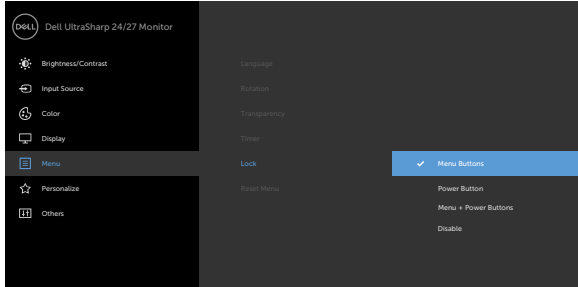 DELL
Dell UltraSharp 24/27 Monitor
Brightness/Contrast
Input Source
Color
Display
Menu
Personalize
Others
Language
Rotation
Transparency
Timer
Lock
Reset Menu
Menu Buttons
Power Button
Menu + Power Buttons
Disable